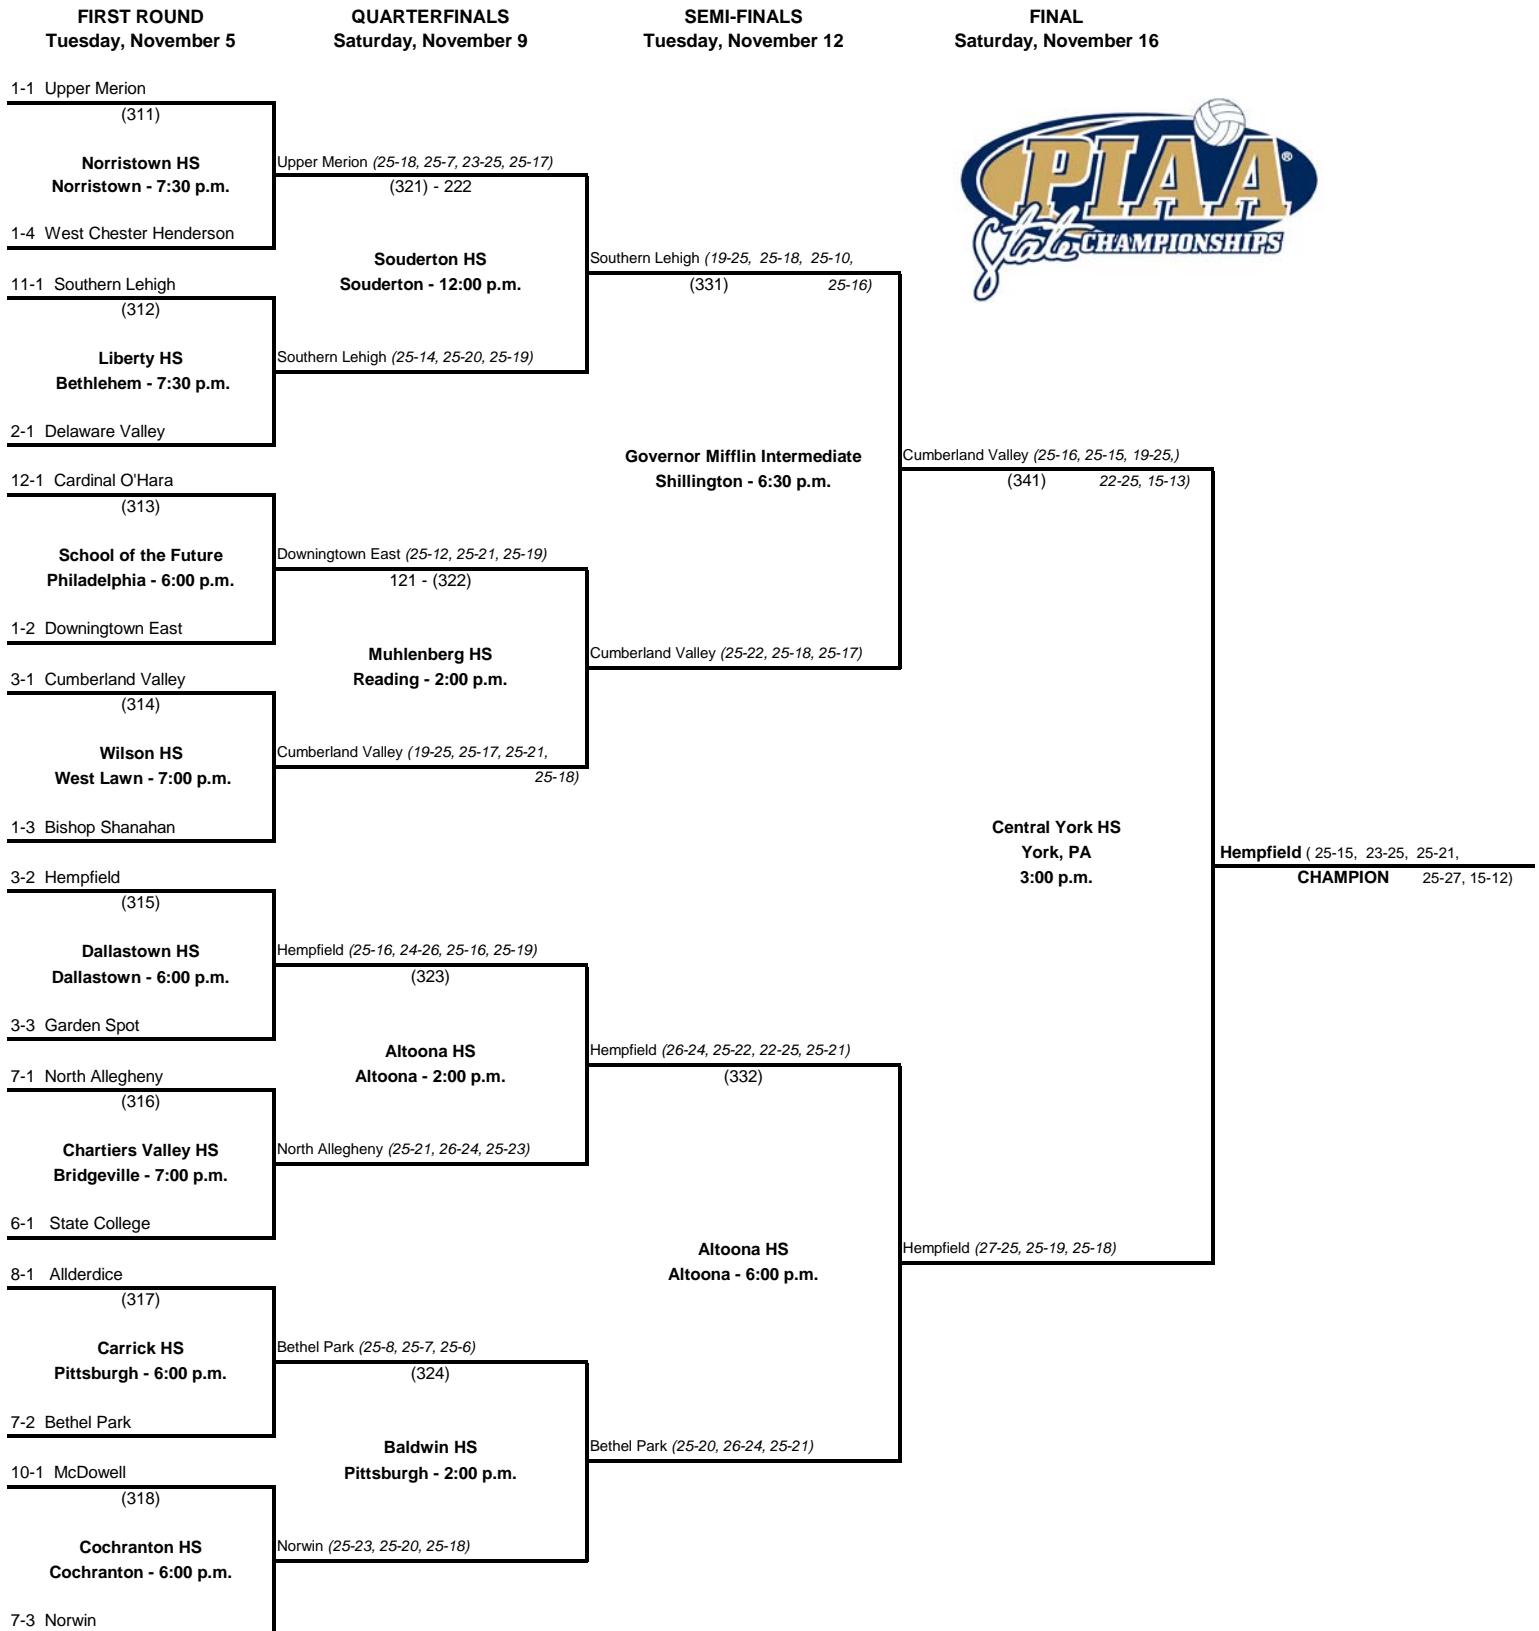 FIRST ROUND
Tuesday, November 5
QUARTERFINALS
Saturday, November 9
SEMI-FINALS
Tuesday, November 12
FINAL
Saturday, November 16
PIAA®
State CHAMPIONSHIPS
1-1 Upper Merion
(311)
Norristown HS
Norristown - 7:30 p.m.
1-4 West Chester Henderson
11-1 Southern Lehigh
(312)
Liberty HS
Bethlehem - 7:30 p.m.
2-1 Delaware Valley
12-1 Cardinal O'Hara
(313)
School of the Future
Philadelphia - 6:00 p.m.
1-2 Downingtown East
3-1 Cumberland Valley
(314)
Wilson HS
West Lawn - 7:00 p.m.
1-3 Bishop Shanahan
3-2 Hempfield
(315)
Dallastown HS
Dallastown - 6:00 p.m.
3-3 Garden Spot
7-1 North Allegheny
(316)
Chartiers Valley HS
Bridgeville - 7:00 p.m.
6-1 State College
8-1 Allderdice
(317)
Carrick HS
Pittsburgh - 6:00 p.m.
7-2 Bethel Park
10-1 McDowell
(318)
Cochranton HS
Cochranton - 6:00 p.m.
7-3 Norwin
Upper Merion (25-18, 25-7, 23-25, 25-17)
(321) - 222
Souderton HS
Souderton - 12:00 p.m.
Southern Lehigh (25-14, 25-20, 25-19)
Downingtown East (25-12, 25-21, 25-19)
121 - (322)
Muhlenberg HS
Reading - 2:00 p.m.
Cumberland Valley (19-25, 25-17, 25-21,
25-18)
Hempfield (25-16, 24-26, 25-16, 25-19)
(323)
Altoona HS
Altoona - 2:00 p.m.
North Allegheny (25-21, 26-24, 25-23)
Bethel Park (25-8, 25-7, 25-6)
(324)
Baldwin HS
Pittsburgh - 2:00 p.m.
Norwin (25-23, 25-20, 25-18)
Southern Lehigh (19-25, 25-18, 25-10,
(331) 25-16)
Governor Mifflin Intermediate
Shillington - 6:30 p.m.
Cumberland Valley (25-22, 25-18, 25-17)
Hempfield (26-24, 25-22, 22-25, 25-21)
(332)
Altoona HS
Altoona - 6:00 p.m.
Bethel Park (25-20, 26-24, 25-21)
Cumberland Valley (25-16, 25-15, 19-25,)
(341) 22-25, 15-13)
Central York HS
York, PA
3:00 p.m.
Hempfield (27-25, 25-19, 25-18)
Hempfield ( 25-15, 23-25, 25-21,
CHAMPION 25-27, 15-12)